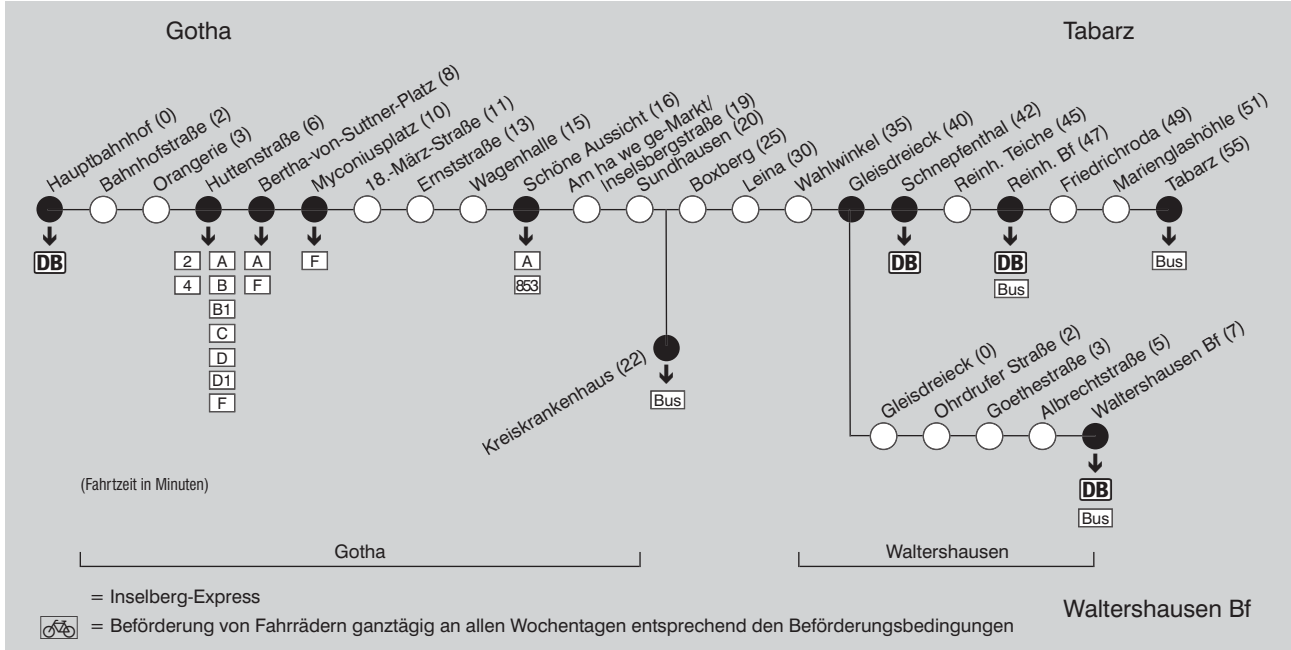 Gotha
Tabarz
Hauptbahnhof (0)
Bahnhofstraße (2)
Orangerie (3)
Huttenstraße (6)
Bertha-von-Suttner-Platz (8)
Myconiusplatz (10)
18.-März-Straße (11)
Ernststraße (13)
Wagenhalle (15)
Schöne Aussicht (16)
Am ha we ge-Markt/
Inselsbergstraße (19)
Sundhausen (20)
Boxberg (25)
Leina (30)
Wahlwinkel (35)
Gleisdreieck (40)
Schnepfenthal (42)
Reinh. Teiche (45)
Reinh. Bf (47)
Friedrichroda (49)
Marienglashöhle (51)
Tabarz (55)
DB
2
4
A
B
B1
C
D
D1
F
A
F
F
A
853
DB
DB
Bus
Bus
Kreiskrankenhaus (22)
Bus
Gleisdreieck (0)
Ohrdrufer Straße (2)
Goethestraße (3)
Albrechtstraße (5)
Waltershausen Bf (7)
DB
Bus
(Fahrtzeit in Minuten)
Gotha
Waltershausen
= Inselberg-Express
Waltershausen Bf
= Beförderung von Fahrrädern ganztägig an allen Wochentagen entsprechend den Beförderungsbedingungen